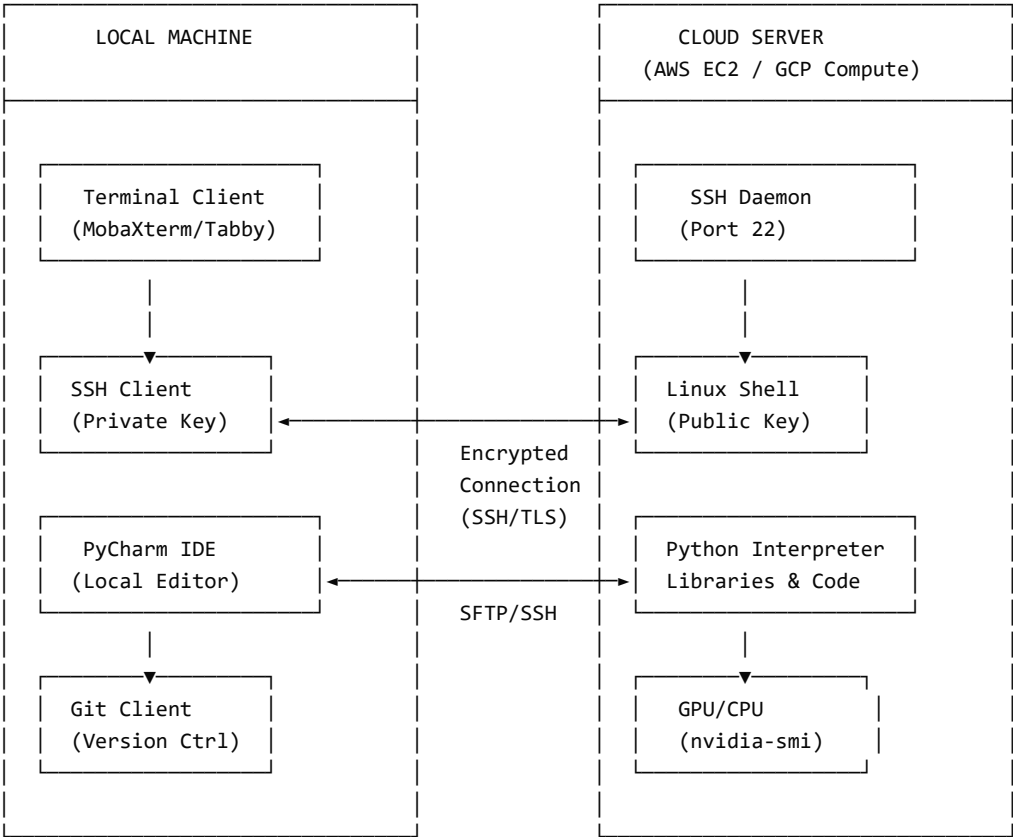 LOCAL MACHINE
CLOUD SERVER
(AWS EC2 / GCP Compute)
Terminal Client
(MobaXterm/Tabby)
SSH Daemon
(Port 22)
SSH Client
(Private Key)
Linux Shell
(Public Key)
Encrypted
Connection
(SSH/TLS)
PyCharm IDE
(Local Editor)
Python Interpreter
Libraries & Code
SFTP/SSH
Git Client
(Version Ctrl)
GPU/CPU
(nvidia-smi)